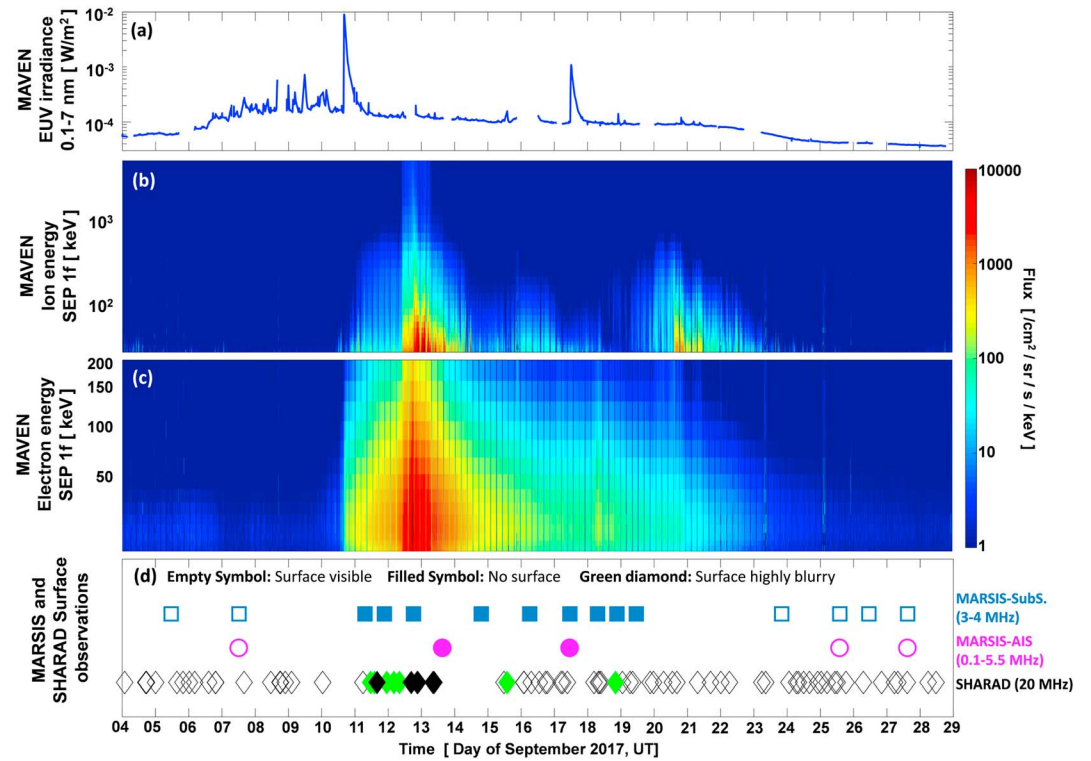 (a)
MAVEN
EUV irradiance
0.1-7 nm [ W/m²]
10⁻²
10⁻³
10⁻⁴
(b)
MAVEN
Ion energy
SEP 1f [ keV]
10³
10²
(c)
MAVEN
Electron energy
SEP 1f [ keV]
200
150
100
50
10000
1000
100
10
1
Flux [ /cm² / sr / s / keV]
(d)
Empty Symbol: Surface visible Filled Symbol: No surface Green diamond: Surface highly blurry
MARSIS and
SHARAD Surface
observations
MARSIS-SubS.
(3-4 MHz)
MARSIS-AIS
(0.1-5.5 MHz)
SHARAD (20 MHz)
04 05 06 07 08 09 10 11 12 13 14 15 16 17 18 19 20 21 22 23 24 25 26 27 28 29
Time [ Day of September 2017, UT]